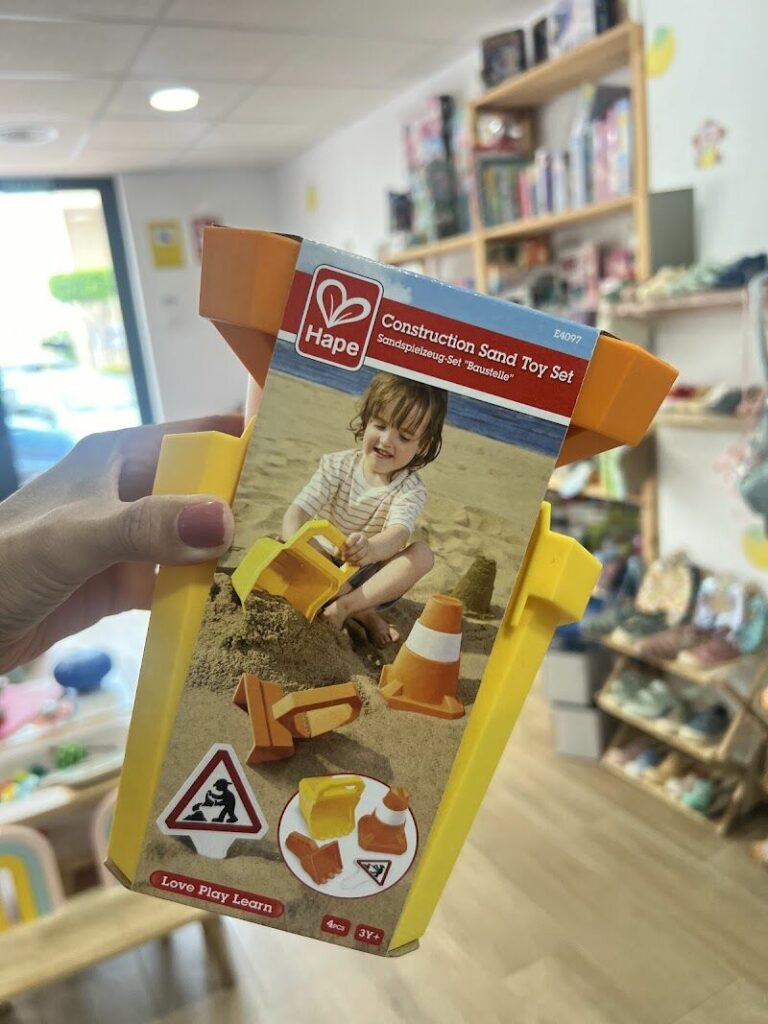 Hape
E4097
Construction Sand Toy Set
Sandspielzeug-Set "Baustelle"
Love Play Learn
4PCS
3Y+